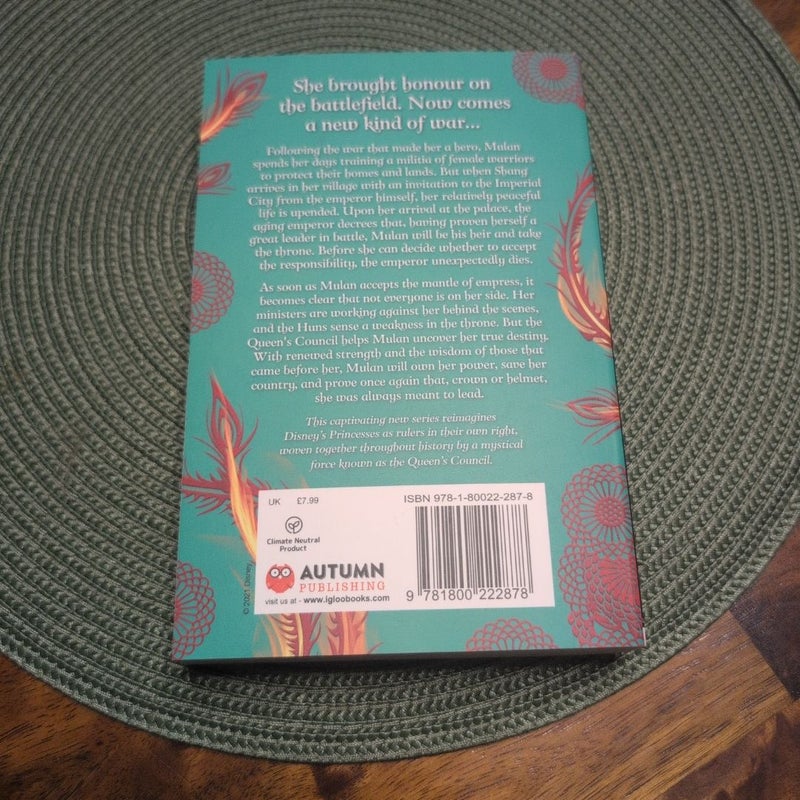 She brought honour on
the battlefield. Now comes
a new kind of war...
Following the war that made her a hero, Mulan
spends her days training a militia of female warriors
to protect their homes and lands. But when Shang
arrives in her village with an invitation to the Imperial
City from the emperor himself, her relatively peaceful
life is upended. Upon her arrival at the palace, the
aging emperor decrees that, having proven herself a
great leader in battle, Mulan will be his heir and take
the throne. Before she can decide whether to accept
the responsibility, the emperor unexpectedly dies.
As soon as Mulan accepts the mantle of empress, it
becomes clear that not everyone is on her side. Her
ministers are working against her behind the scenes,
and the Huns sense a weakness in the throne. But the
Queen's Council helps Mulan uncover her true destiny.
With renewed strength and the wisdom of those that
came before her, Mulan will own her power, save her
country, and prove once again that, crown or helmet,
she was always meant to lead.
This captivating new series reimagines
Disney's Princesses as rulers in their own right,
woven together throughout history by a mystical
force known as the Queen's Council.
UK £7.99
ISBN 978-1-80022-287-8
Climate Neutral
Product
AUTUMN
PUBLISHING
visit us at - www.igloobooks.com
9 781800 222878
© 2021 Disney